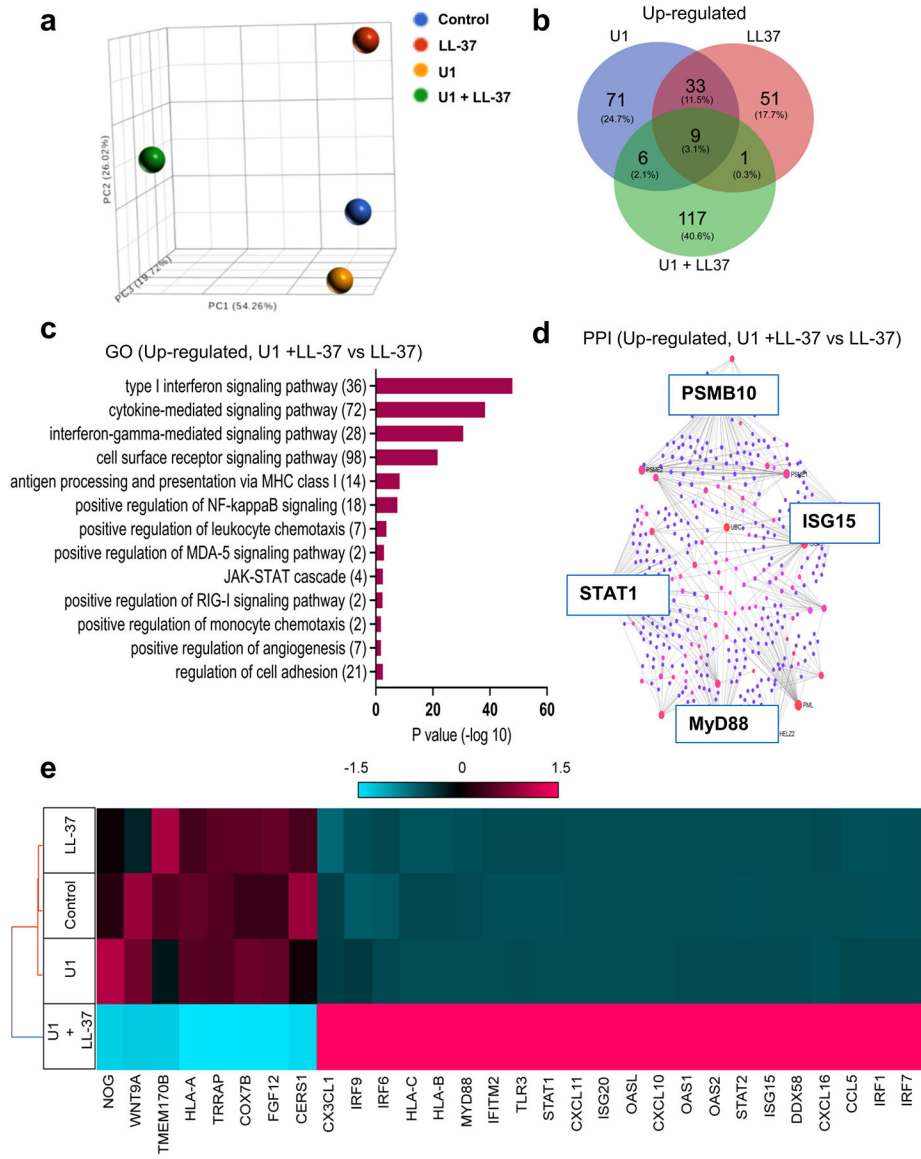 a
Control
LL-37
U1
U1 + LL-37
PC2 (26.02%)
PC3 (19.72%)
PC1 (54.26%)
b
Up-regulated
U1
LL37
71
(24.7%)
33
(11.5%)
51
(17.7%)
9
(3.1%)
6
(2.1%)
1
(0.3%)
117
(40.6%)
U1 + LL37
c
GO (Up-regulated, U1 +LL-37 vs LL-37)
type I interferon signaling pathway (36)
cytokine-mediated signaling pathway (72)
interferon-gamma-mediated signaling pathway (28)
cell surface receptor signaling pathway (98)
antigen processing and presentation via MHC class I (14)
positive regulation of NF-kappaB signaling (18)
positive regulation of leukocyte chemotaxis (7)
positive regulation of MDA-5 signaling pathway (2)
JAK-STAT cascade (4)
positive regulation of RIG-I signaling pathway (2)
positive regulation of monocyte chemotaxis (2)
positive regulation of angiogenesis (7)
regulation of cell adhesion (21)
0 20 40 60
P value (-log 10)
d
PPI (Up-regulated, U1 +LL-37 vs LL-37)
PSMB10
PSME2
PSME1
UBC
ISG15
STAT1
PML
MyD88
HELZ2
e
-1.5 0 1.5
LL-37
Control
U1
U1
+
LL-37
NOG
WNT9A
TMEM170B
HLA-A
TRRAP
COX7B
FGF12
CERS1
CX3CL1
IRF9
IRF6
HLA-C
HLA-B
MYD88
IFITM2
TLR3
STAT1
CXCL11
ISG20
OASL
CXCL10
OAS1
OAS2
STAT2
ISG15
DDX58
CXCL16
CCL5
IRF1
IRF7